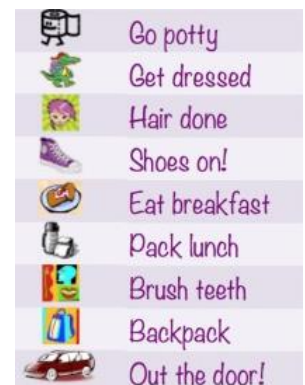 Go potty
Get dressed
Hair done
Shoes on!
Eat breakfast
Pack lunch
Brush teeth
Backpack
Out the door!